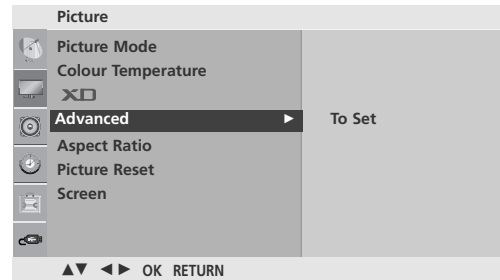 Picture
Picture Mode
Colour Temperature
XD
Advanced ► To Set
Aspect Ratio
Picture Reset
Screen
▲▼ ◄► OK RETURN